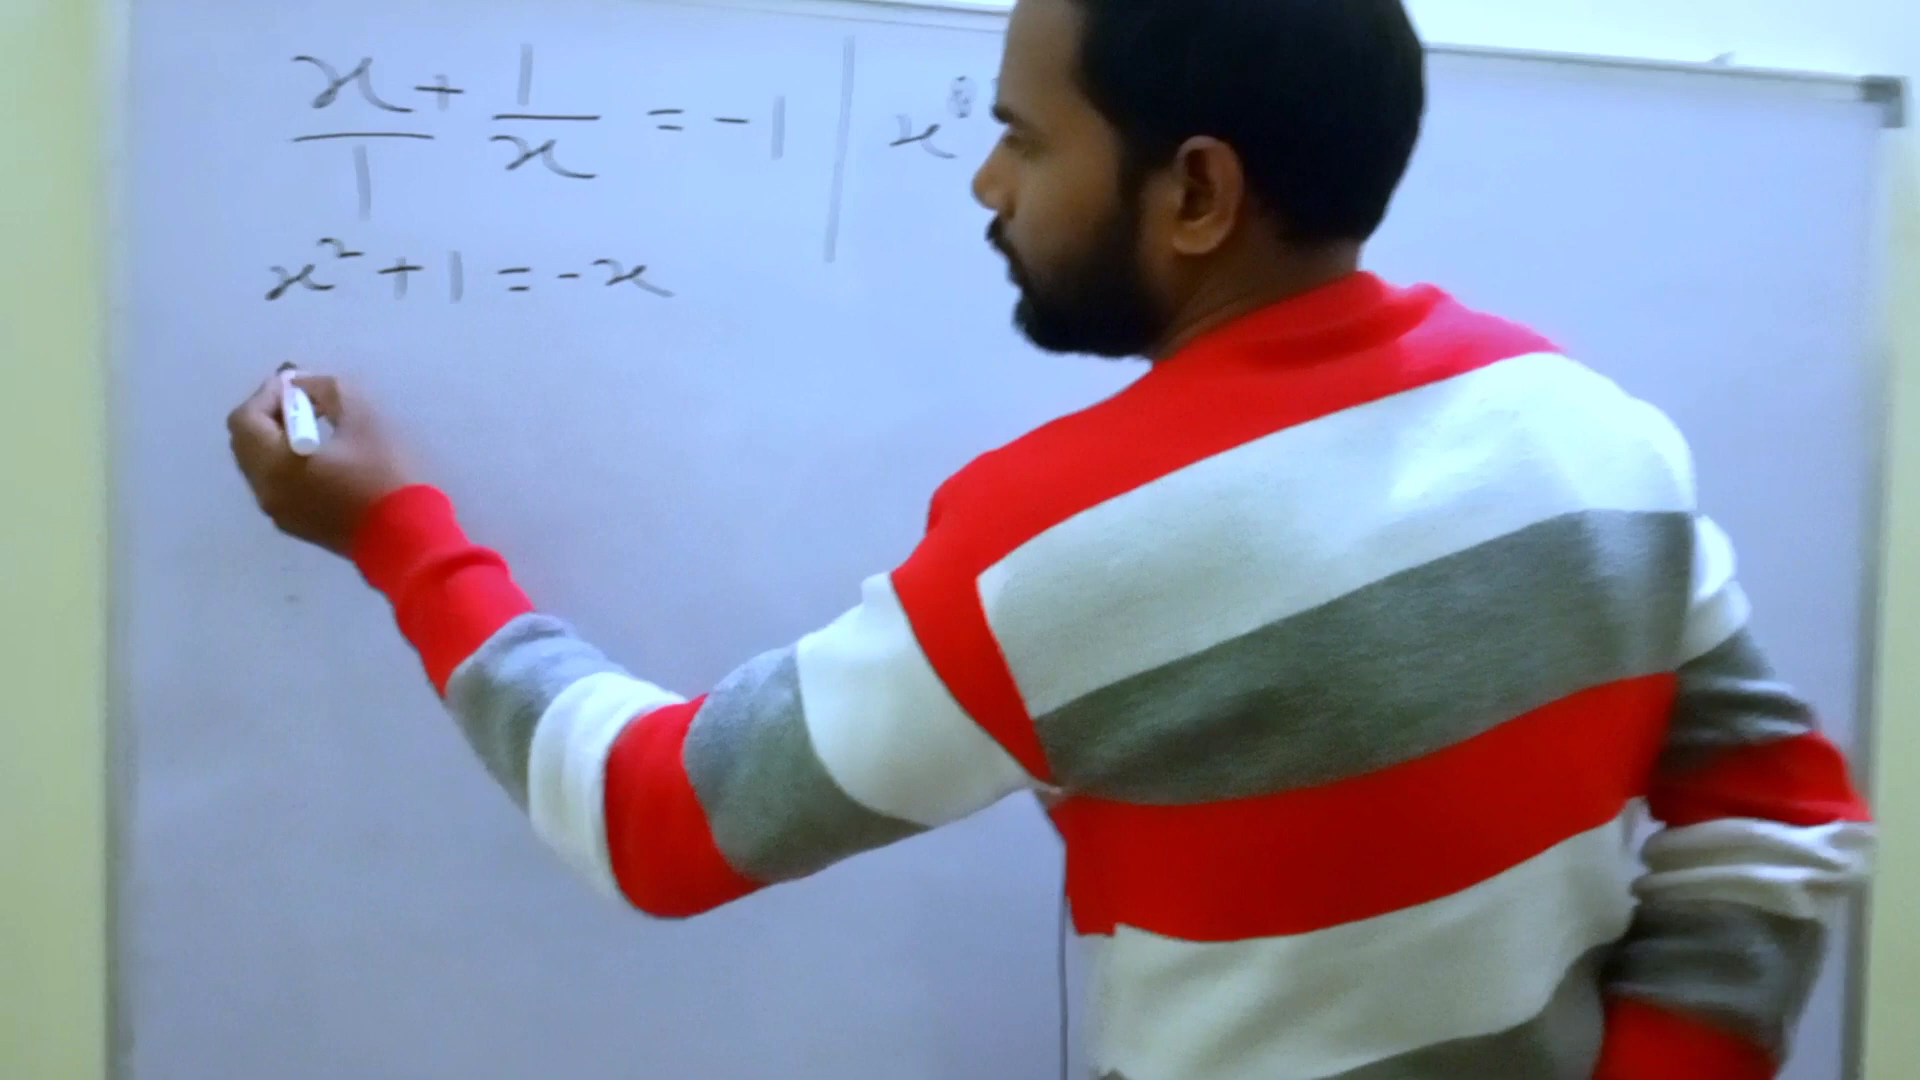 x/1 + 1/x = -1 | x
x² + 1 = -x